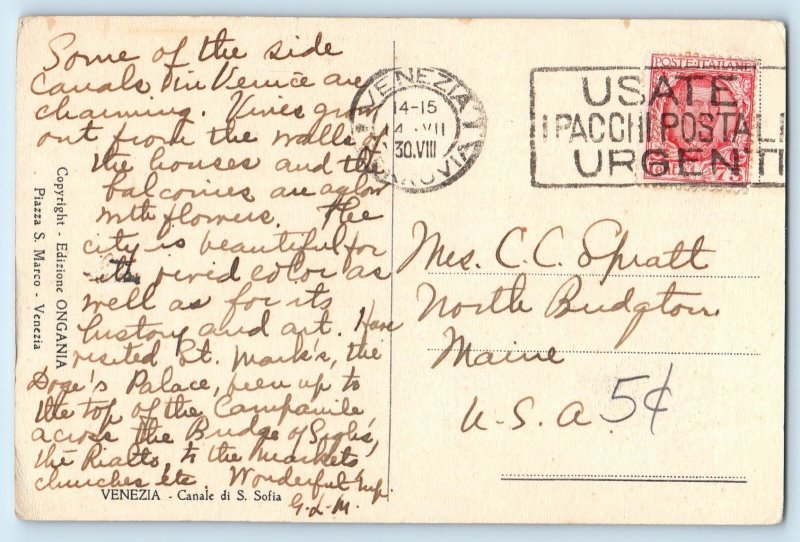 Some of the side
canals in Venice are
charming. Vines grow
out from the walls of
the houses and the
balconies are aglow
with flowers. The
city is beautiful for
its vivid color as
well as for its
history and art. Have
visited St. Mark's, the
Doge's Palace, been up to
the top of the Campanile,
across the Bridge of Sighs,
the Rialto, to the markets,
churches etc. Wonderful trip.
G.L.M.
VENEZIA - Canale di S. Sofia
Copyright - Edizione ONGANIA
Piazza S. Marco - Venezia
VENEZIA
14-15
VII
30.VIII
FERROVIA
POSTE ITALIANE
75
USATE
I PACCHI POSTALI
URGENTI
Mrs. C. C. Spratt
North Bridgton
Maine
U.S.A. 5¢